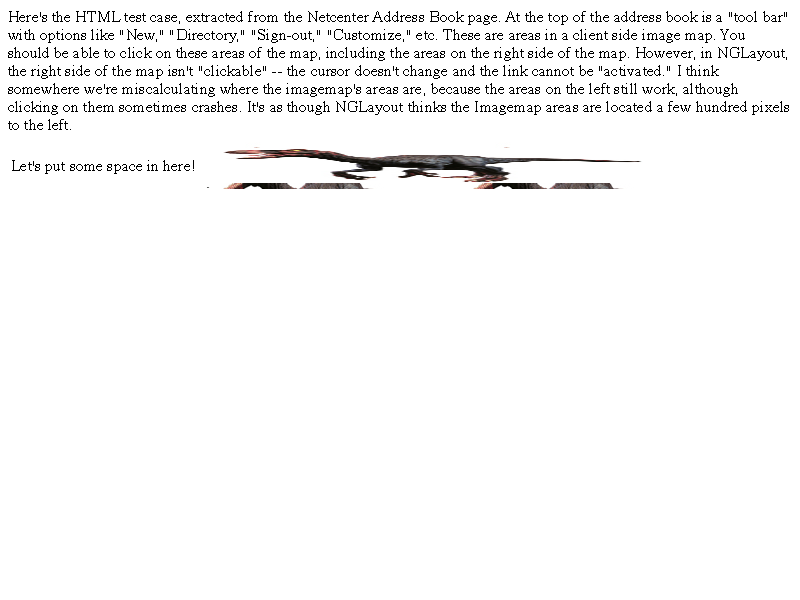 Here's the HTML test case, extracted from the Netcenter Address Book page. At the top of the address book is a "tool bar"
with options like "New," "Directory," "Sign-out," "Customize," etc. These are areas in a client side image map. You
should be able to click on these areas of the map, including the areas on the right side of the map. However, in NGLayout,
the right side of the map isn't "clickable" -- the cursor doesn't change and the link cannot be "activated." I think
somewhere we're miscalculating where the imagemap's areas are, because the areas on the left still work, although
clicking on them sometimes crashes. It's as though NGLayout thinks the Imagemap areas are located a few hundred pixels
to the left.
Let's put some space in here!